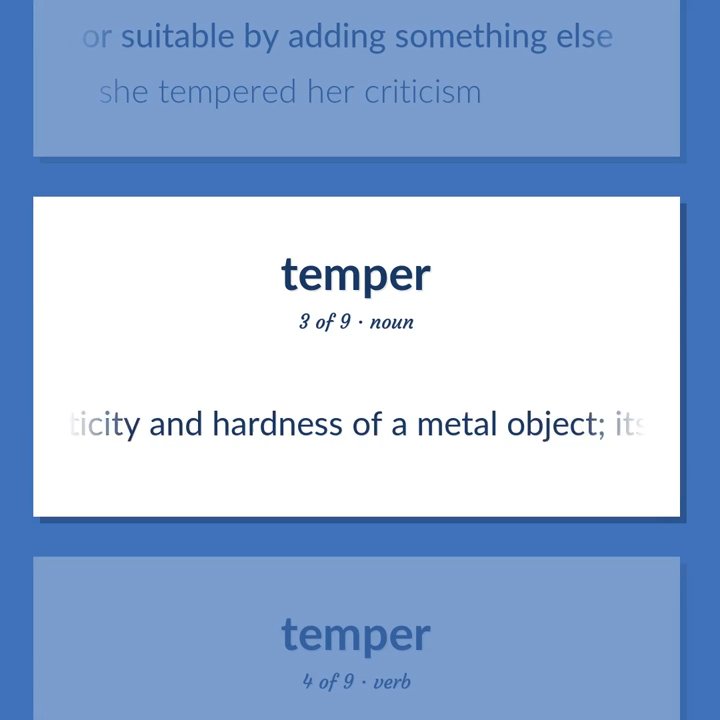 or suitable by adding something else
she tempered her criticism
temper
3 of 9 · noun
ticity and hardness of a metal object; its
temper
4 of 9 · verb